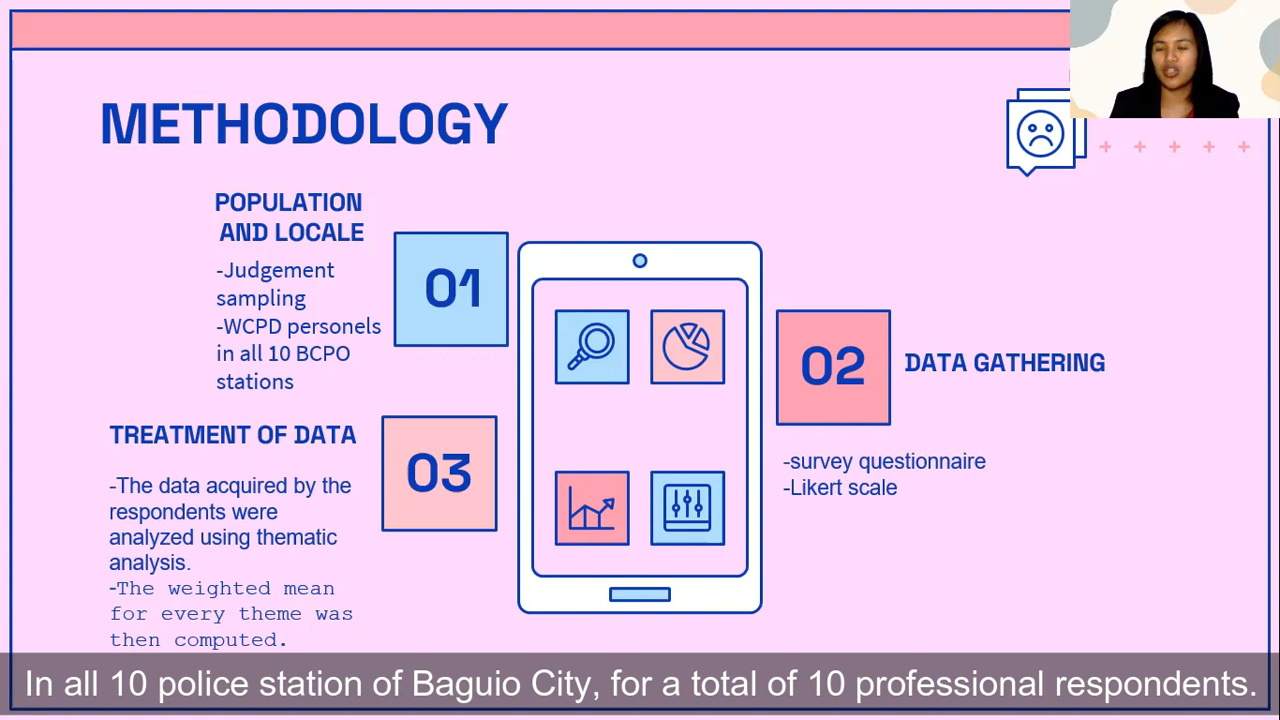 METHODOLOGY
POPULATION
AND LOCALE
-Judgement
sampling
-WCPD personels
in all 10 BCPO
stations
01
02
DATA GATHERING
-survey questionnaire
-Likert scale
TREATMENT OF DATA
03
-The data acquired by the
respondents were
analyzed using thematic
analysis.
-The weighted mean
for every theme was
then computed.
In all 10 police station of Baguio City, for a total of 10 professional respondents.